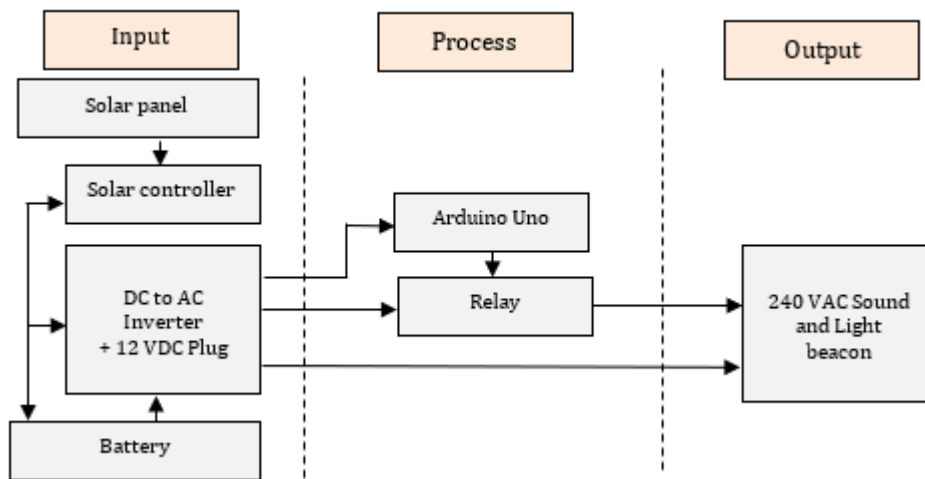 Input
Process
Output
Solar panel
Solar controller
Arduino Uno
DC to AC
Inverter
+ 12 VDC Plug
Relay
240 VAC Sound
and Light
beacon
Battery